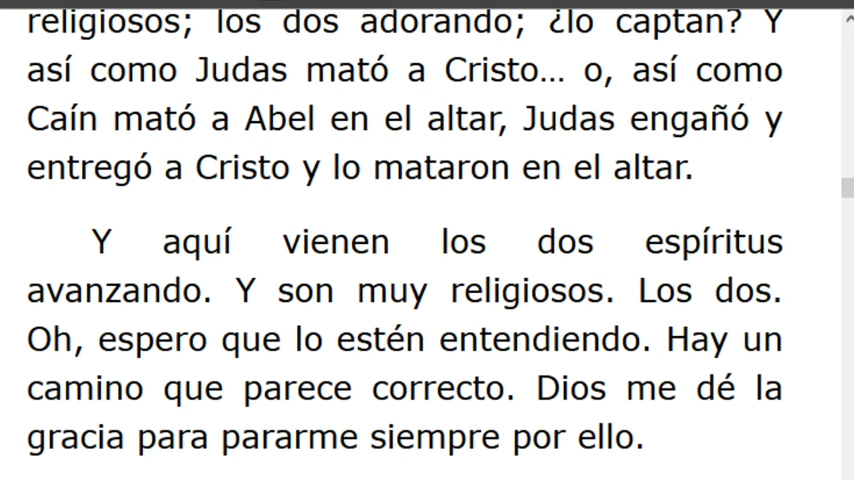 religiosos; los dos adorando; ¿lo captan? Y
así como Judas mató a Cristo... o, así como
Caín mató a Abel en el altar, Judas engañó y
entregó a Cristo y lo mataron en el altar.
Y aquí vienen los dos espíritus
avanzando. Y son muy religiosos. Los dos.
Oh, espero que lo estén entendiendo. Hay un
camino que parece correcto. Dios me dé la
gracia para pararme siempre por ello.